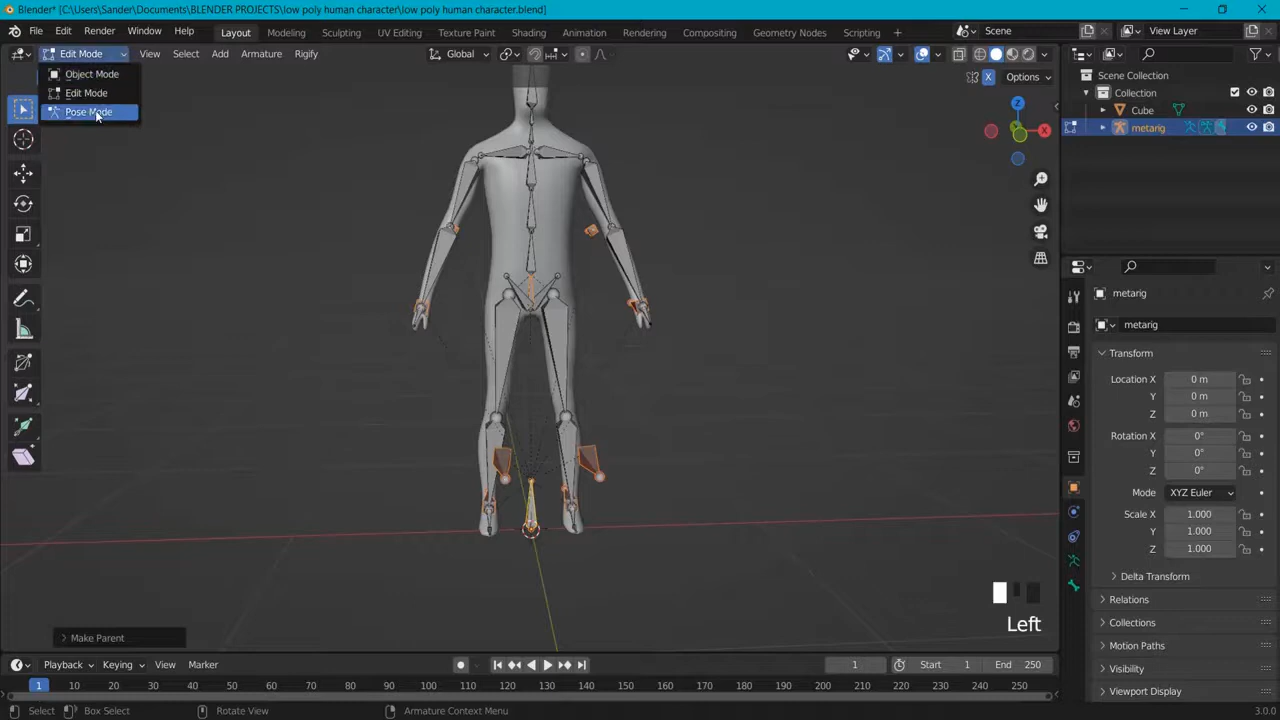 Blender* [C:\Users\Sander\Documents\BLENDER PROJECTS\low poly human character\low poly human character.blend]
File Edit Render Window Help Layout Modeling Sculpting UV Editing Texture Paint Shading Animation Rendering Compositing Geometry Nodes Scripting + Scene View Layer
Edit Mode View Select Add Armature Rigify Global X Options
Object Mode
Edit Mode
Pose Mode
Z
X
Scene Collection
Collection
Cube
metarig
metarig
metarig
Transform
Location X 0 m
Y 0 m
Z 0 m
Rotation X 0°
Y 0°
Z 0°
Mode XYZ Euler
Scale X 1.000
Y 1.000
Z 1.000
Delta Transform
Relations
Collections
Motion Paths
Visibility
Viewport Display
Left
Make Parent
Playback Keying View Marker 1 Start 1 End 250
1 10 20 30 40 50 60 70 80 90 100 110 120 130 140 150 160 170 180 190 200 210 220 230 240 250
Select Box Select Rotate View Armature Context Menu 3.0.0